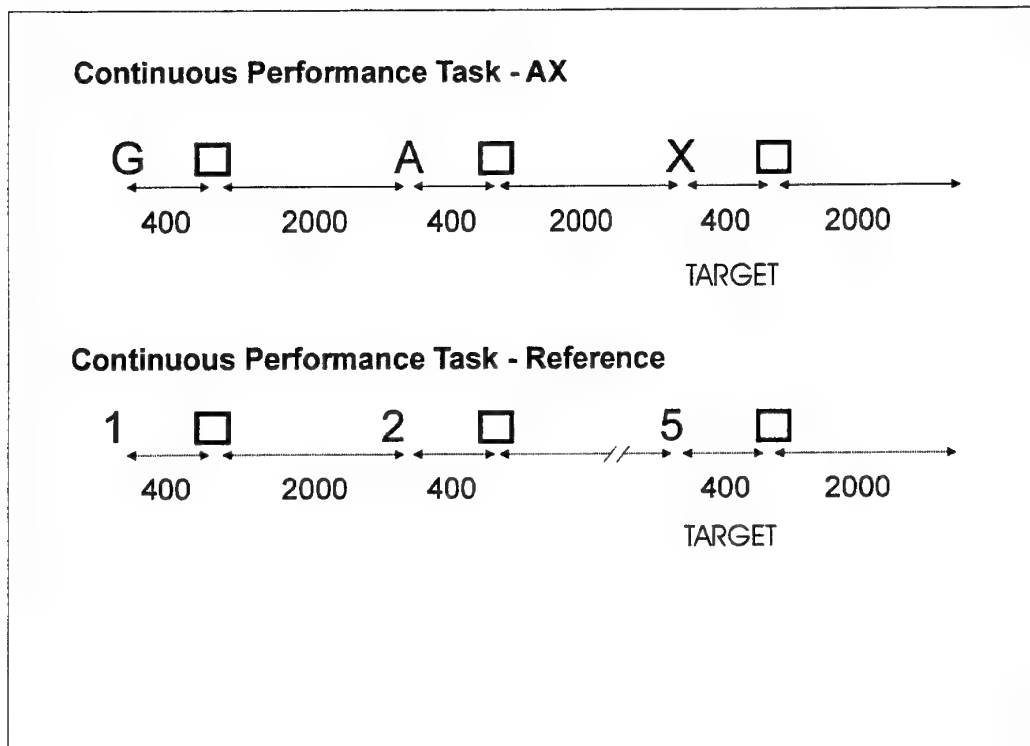 Continuous Performance Task - AX
G A X
400 2000 400 2000 400 2000
TARGET
Continuous Performance Task - Reference
1 2 5
400 2000 400 400 2000
TARGET